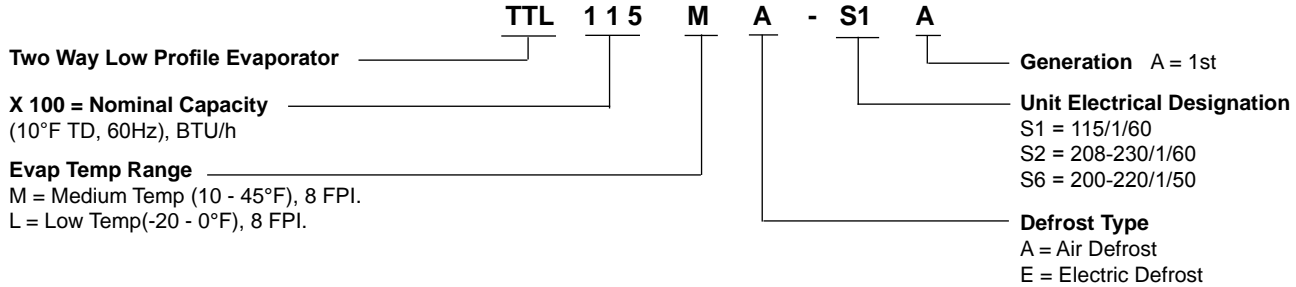 TTL 1 1 5 M A - S1 A
Two Way Low Profile Evaporator
X 100 = Nominal Capacity
(10°F TD, 60Hz), BTU/h
Evap Temp Range
M = Medium Temp (10 - 45°F), 8 FPI.
L = Low Temp(-20 - 0°F), 8 FPI.
Generation A = 1st
Unit Electrical Designation
S1 = 115/1/60
S2 = 208-230/1/60
S6 = 200-220/1/50
Defrost Type
A = Air Defrost
E = Electric Defrost